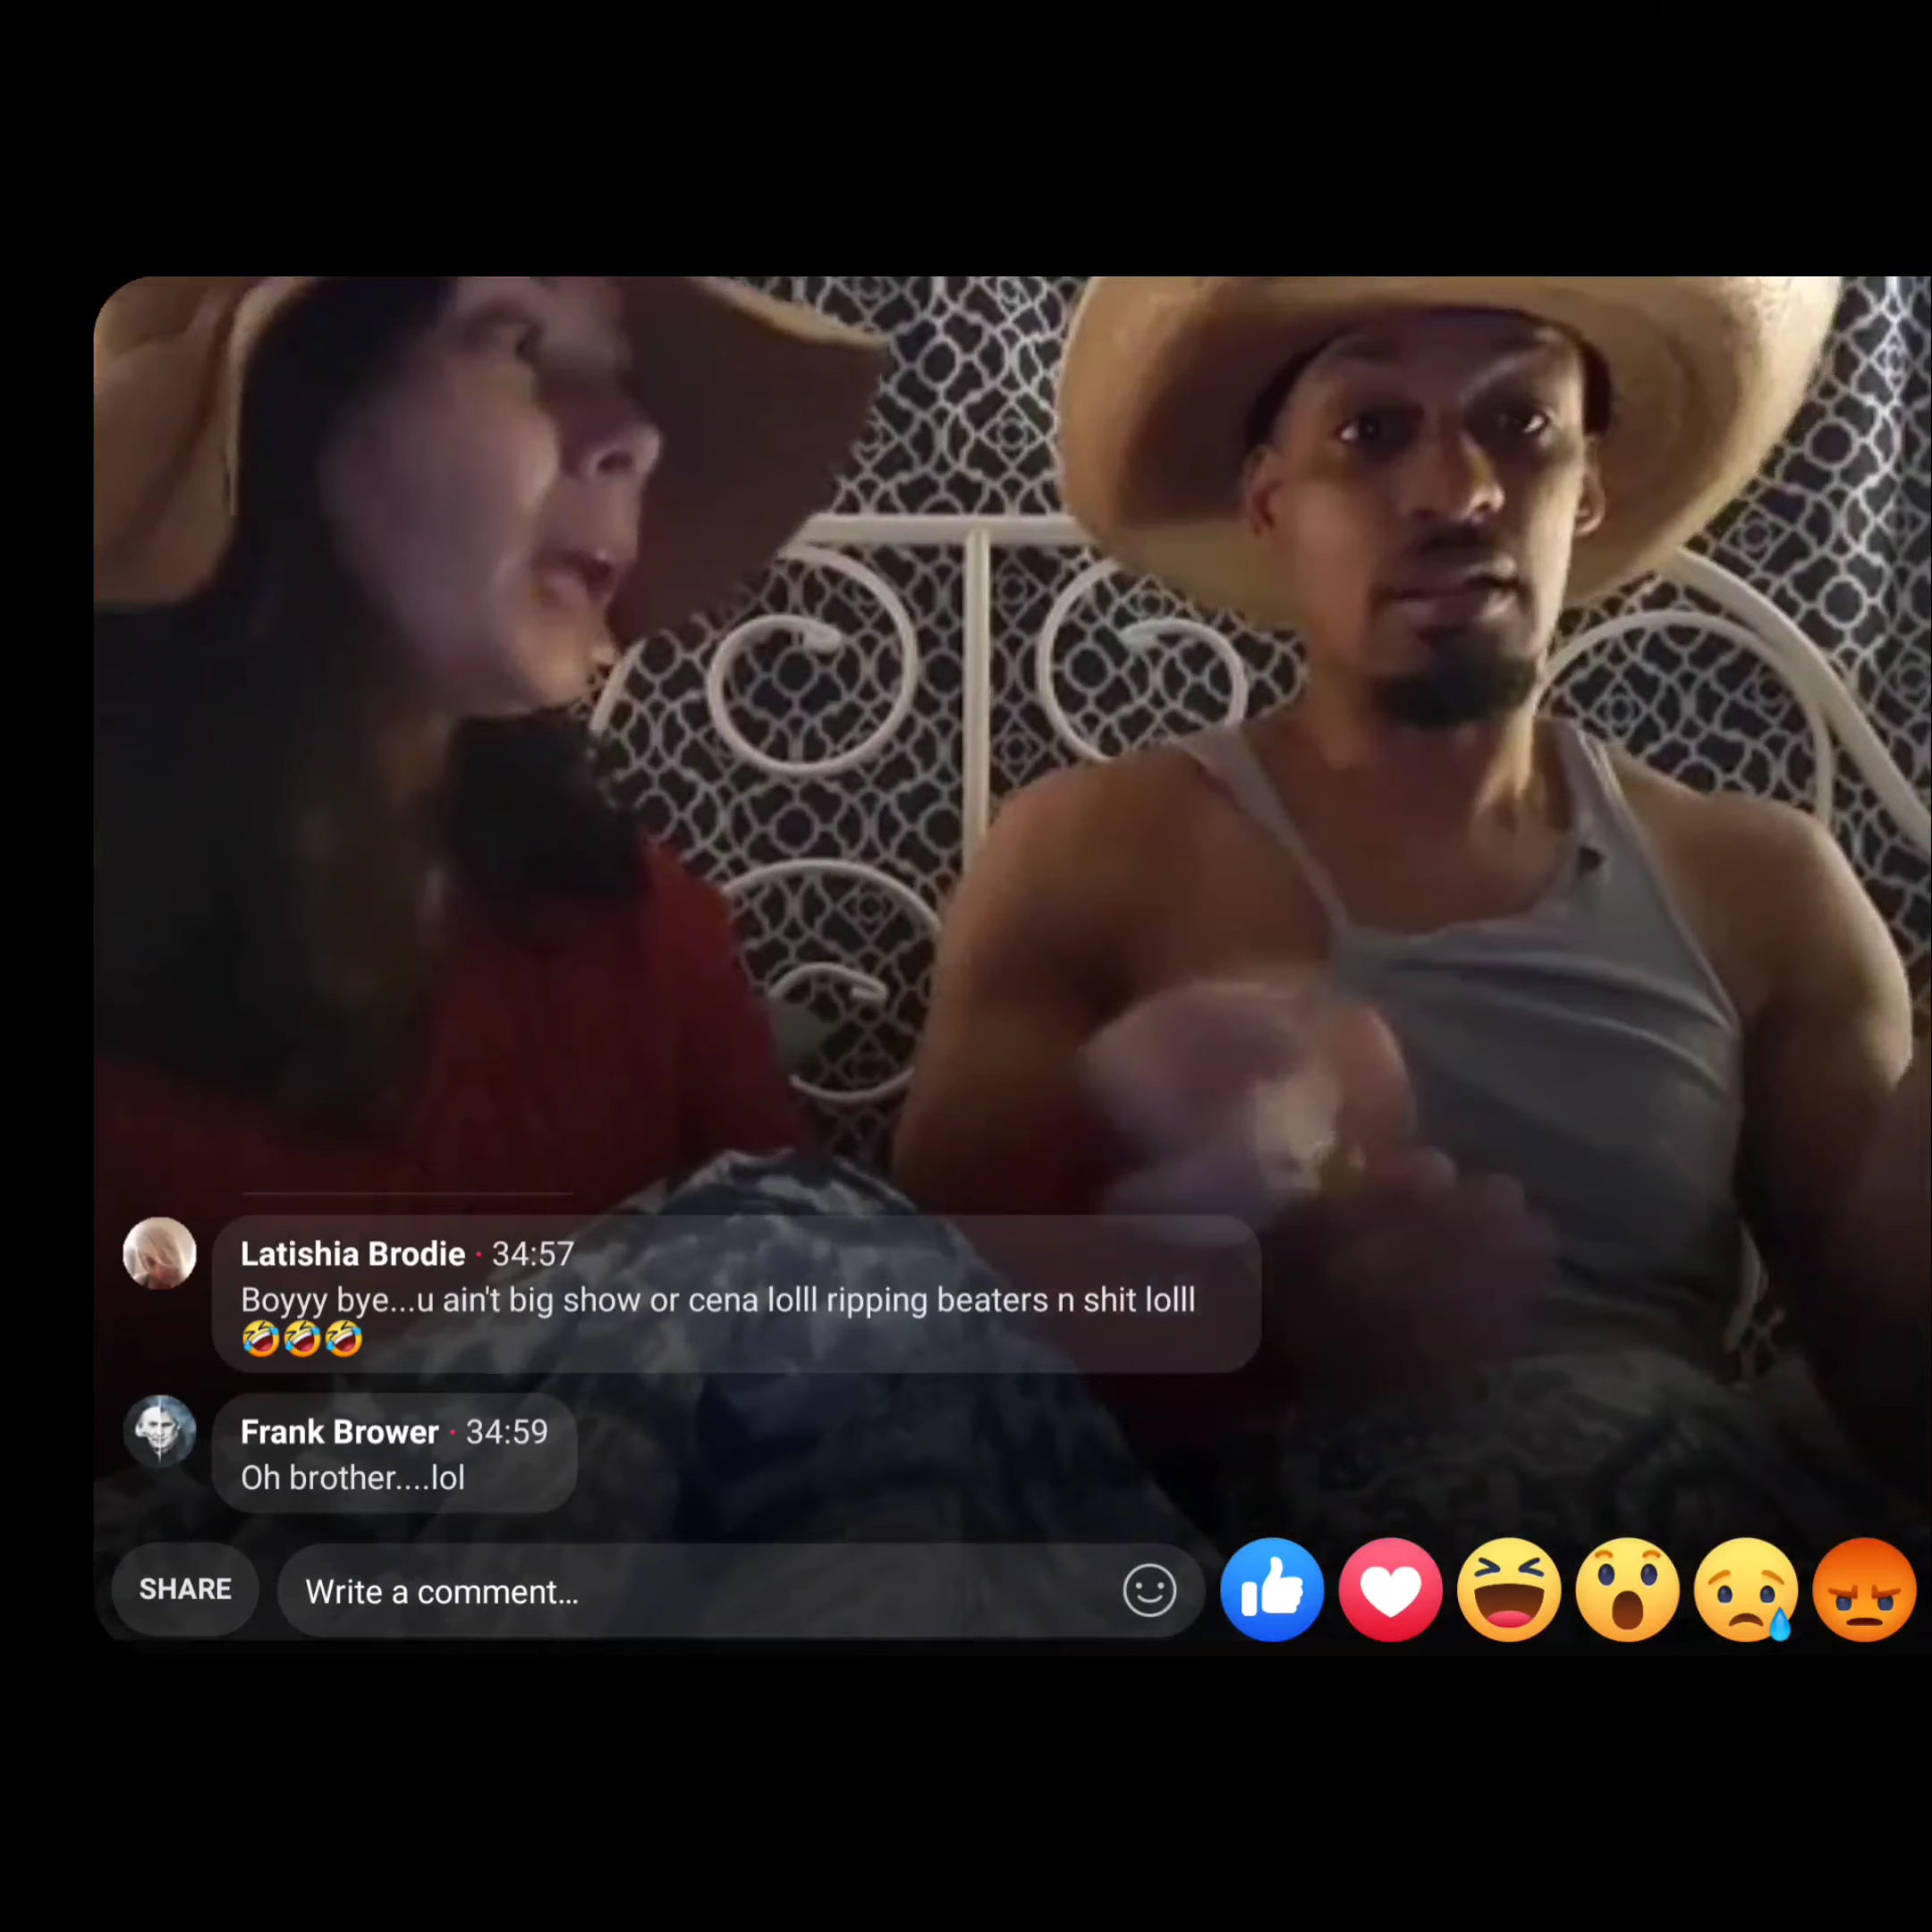 Latishia Brodie · 34:57
Boyyy bye...u ain't big show or cena lolll ripping beaters n shit lolll
🤣🤣🤣
Frank Brower · 34:59
Oh brother....lol
SHARE
Write a comment...